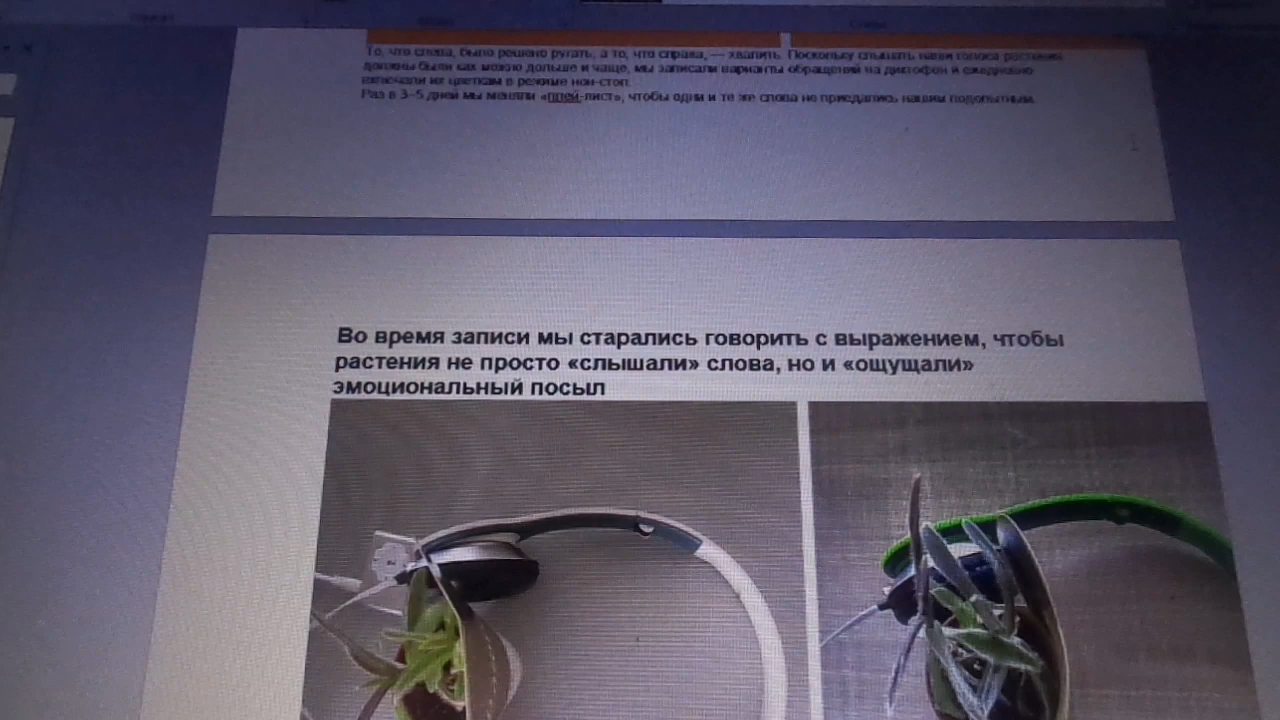 То, что слева, было решено ругать, а то, что справа, — хвалить. Поскольку слышать наши голоса растения
должны были как можно дольше и чаще, мы записали варианты обращений на диктофон и ежедневно
включали их цветкам в режиме нон-стоп.
Раз в 3–5 дней мы меняли «плей-лист», чтобы одни и те же слова не приедались нашим подопытным.
Во время записи мы старались говорить с выражением, чтобы
растения не просто «слышали» слова, но и «ощущали»
эмоциональный посыл